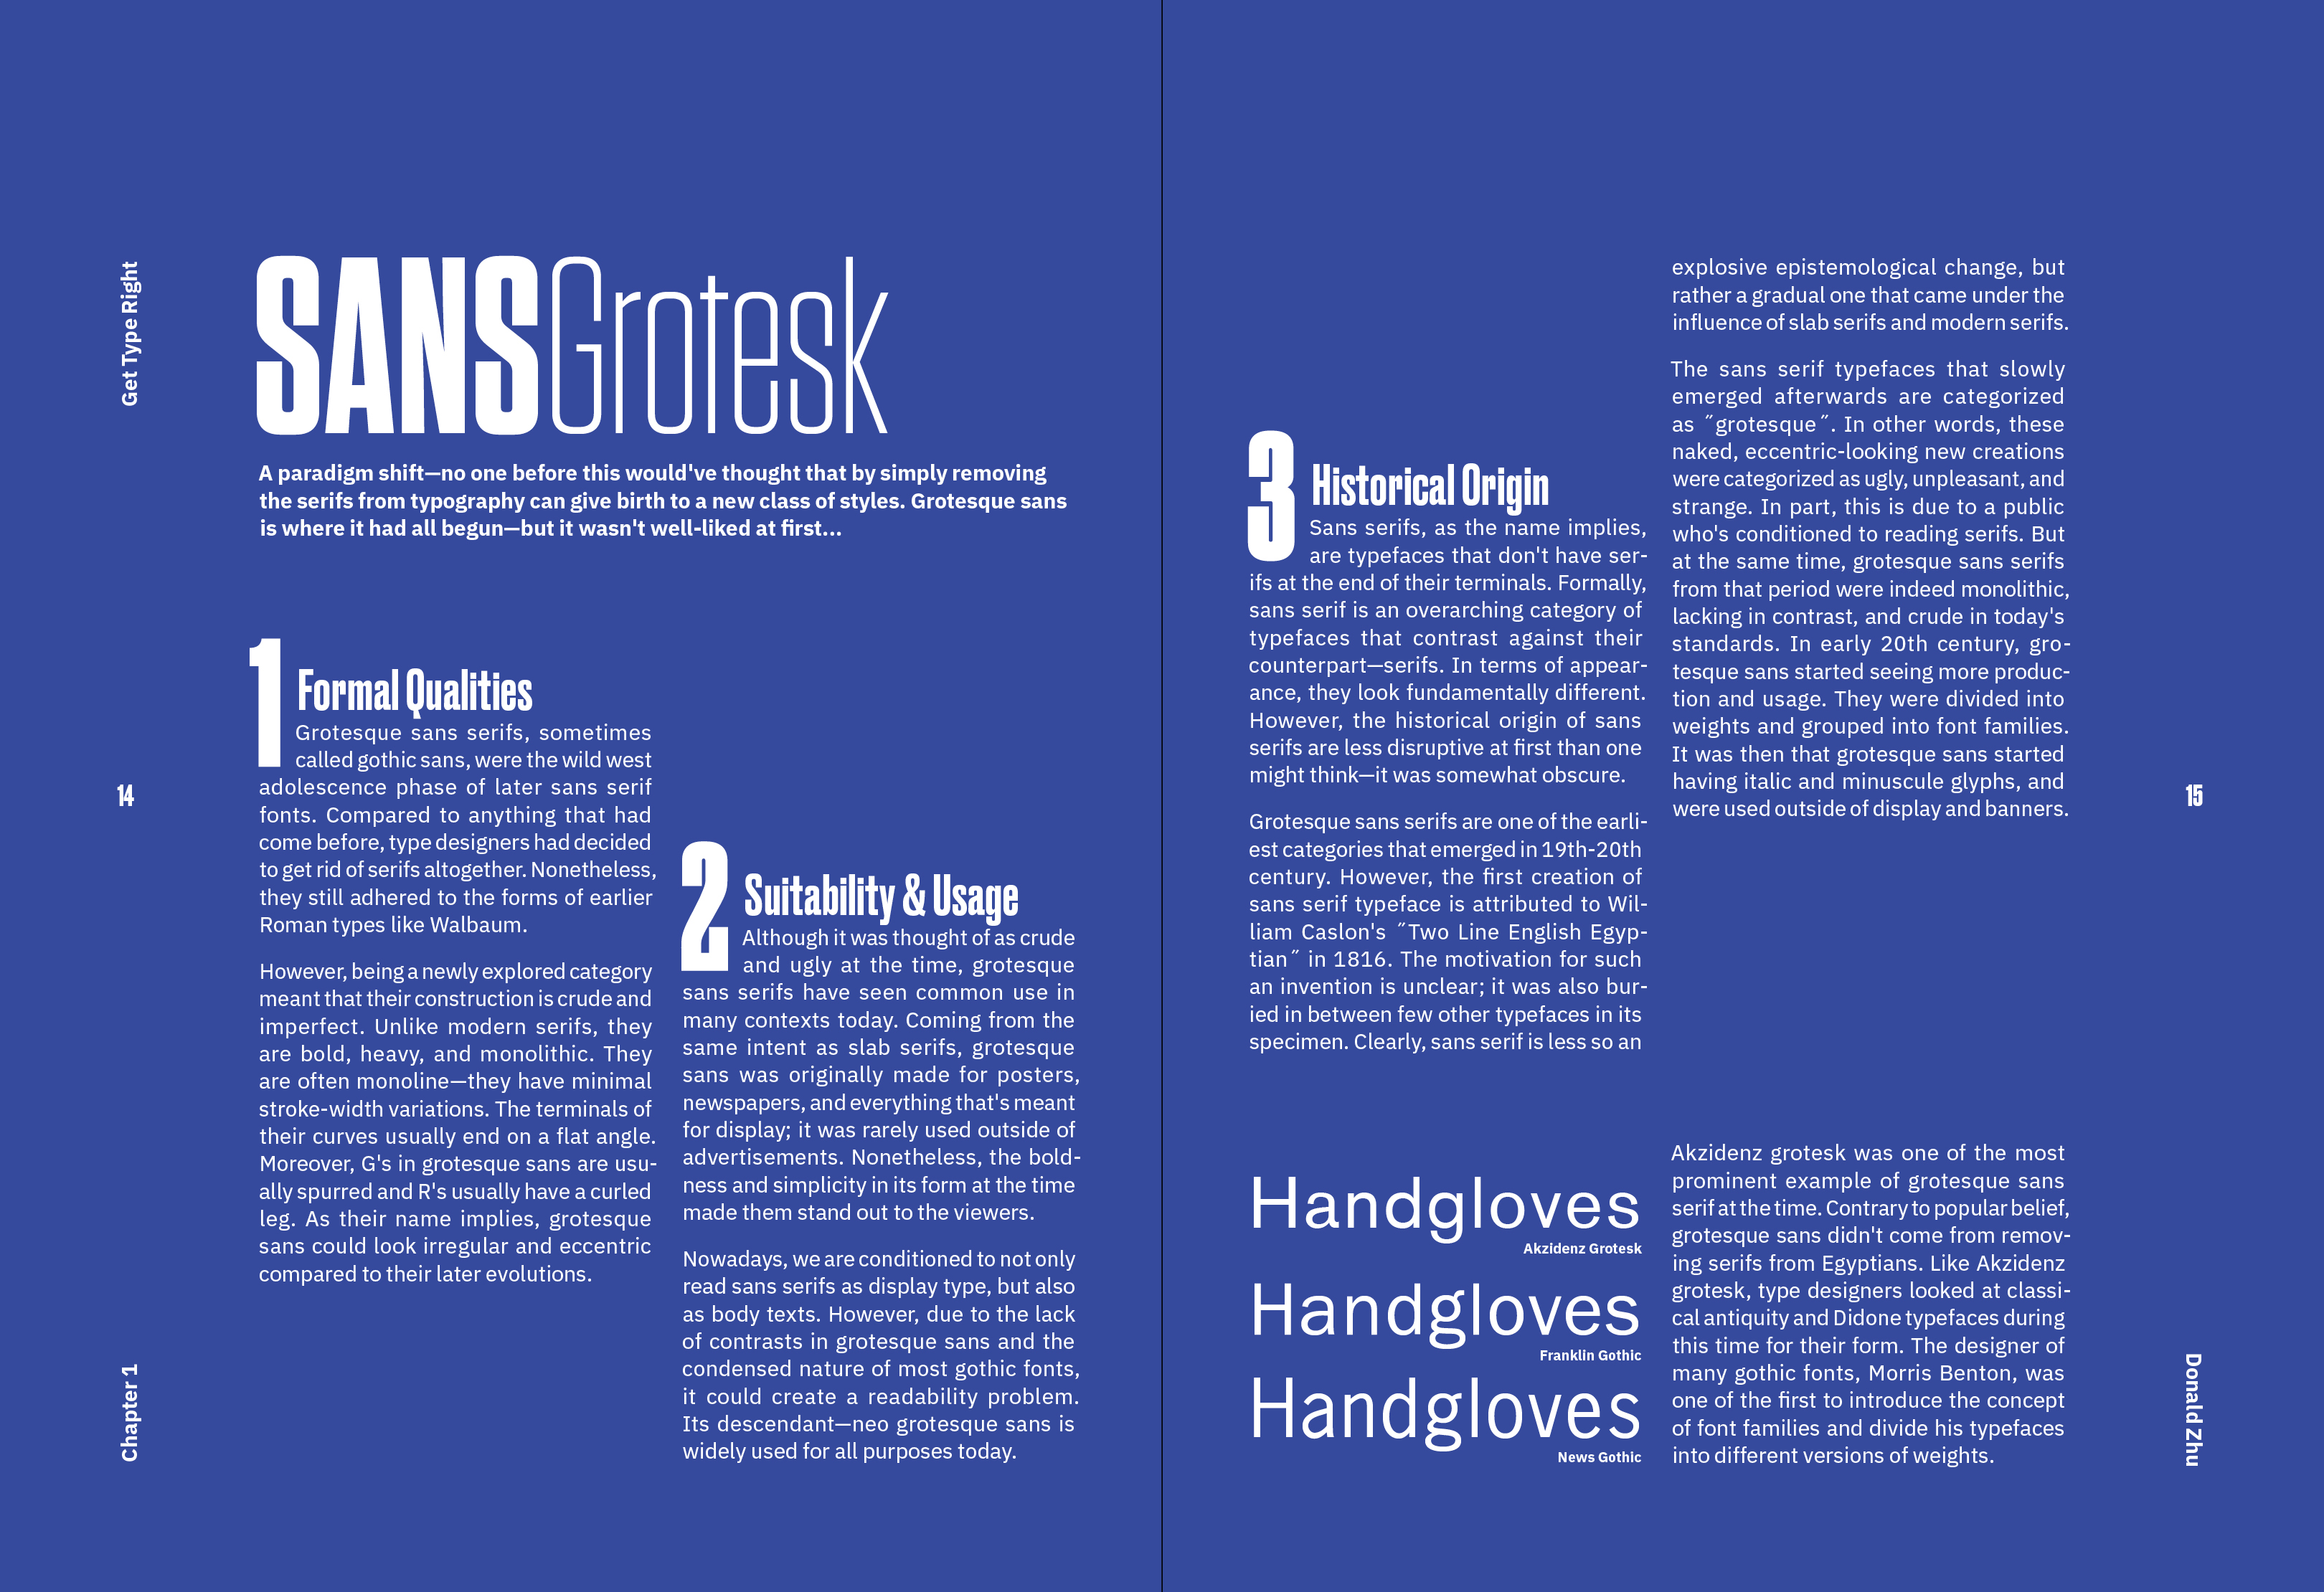 Get Type Right
SANSGrotesk
A paradigm shift—no one before this would've thought that by simply removing
the serifs from typography can give birth to a new class of styles. Grotesque sans
is where it had all begun—but it wasn't well-liked at first...
1 Formal Qualities
Grotesque sans serifs, sometimes
called gothic sans, were the wild west
adolescence phase of later sans serif
fonts. Compared to anything that had
come before, type designers had decided
to get rid of serifs altogether. Nonetheless,
they still adhered to the forms of earlier
Roman types like Walbaum.
However, being a newly explored category
meant that their construction is crude and
imperfect. Unlike modern serifs, they
are bold, heavy, and monolithic. They
are often monoline—they have minimal
stroke-width variations. The terminals of
their curves usually end on a flat angle.
Moreover, G's in grotesque sans are usu-
ally spurred and R's usually have a curled
leg. As their name implies, grotesque
sans could look irregular and eccentric
compared to their later evolutions.
14
Chapter 1
2 Suitability & Usage
Although it was thought of as crude
and ugly at the time, grotesque
sans serifs have seen common use in
many contexts today. Coming from the
same intent as slab serifs, grotesque
sans was originally made for posters,
newspapers, and everything that's meant
for display; it was rarely used outside of
advertisements. Nonetheless, the bold-
ness and simplicity in its form at the time
made them stand out to the viewers.
Nowadays, we are conditioned to not only
read sans serifs as display type, but also
as body texts. However, due to the lack
of contrasts in grotesque sans and the
condensed nature of most gothic fonts,
it could create a readability problem.
Its descendant—neo grotesque sans is
widely used for all purposes today.
3 Historical Origin
Sans serifs, as the name implies,
are typefaces that don't have ser-
ifs at the end of their terminals. Formally,
sans serif is an overarching category of
typefaces that contrast against their
counterpart—serifs. In terms of appear-
ance, they look fundamentally different.
However, the historical origin of sans
serifs are less disruptive at first than one
might think—it was somewhat obscure.
Grotesque sans serifs are one of the earli-
est categories that emerged in 19th-20th
century. However, the first creation of
sans serif typeface is attributed to Wil-
liam Caslon's ˝Two Line English Egyp-
tian˝ in 1816. The motivation for such
an invention is unclear; it was also bur-
ied in between few other typefaces in its
specimen. Clearly, sans serif is less so an
explosive epistemological change, but
rather a gradual one that came under the
influence of slab serifs and modern serifs.
The sans serif typefaces that slowly
emerged afterwards are categorized
as ˝grotesque˝. In other words, these
naked, eccentric-looking new creations
were categorized as ugly, unpleasant, and
strange. In part, this is due to a public
who's conditioned to reading serifs. But
at the same time, grotesque sans serifs
from that period were indeed monolithic,
lacking in contrast, and crude in today's
standards. In early 20th century, gro-
tesque sans started seeing more produc-
tion and usage. They were divided into
weights and grouped into font families.
It was then that grotesque sans started
having italic and minuscule glyphs, and
were used outside of display and banners.
15
Handgloves
Akzidenz Grotesk
Handgloves
Franklin Gothic
Handgloves
News Gothic
Akzidenz grotesk was one of the most
prominent example of grotesque sans
serif at the time. Contrary to popular belief,
grotesque sans didn't come from remov-
ing serifs from Egyptians. Like Akzidenz
grotesk, type designers looked at classi-
cal antiquity and Didone typefaces during
this time for their form. The designer of
many gothic fonts, Morris Benton, was
one of the first to introduce the concept
of font families and divide his typefaces
into different versions of weights.
Donald Zhu